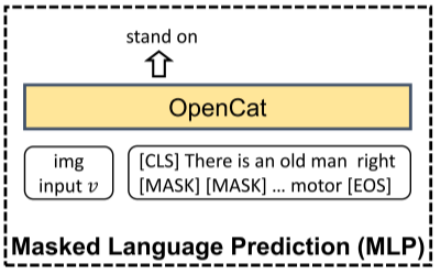 stand on
OpenCat
img
input v
[CLS] There is an old man right
[MASK] [MASK] ... motor [EOS]
Masked Language Prediction (MLP)